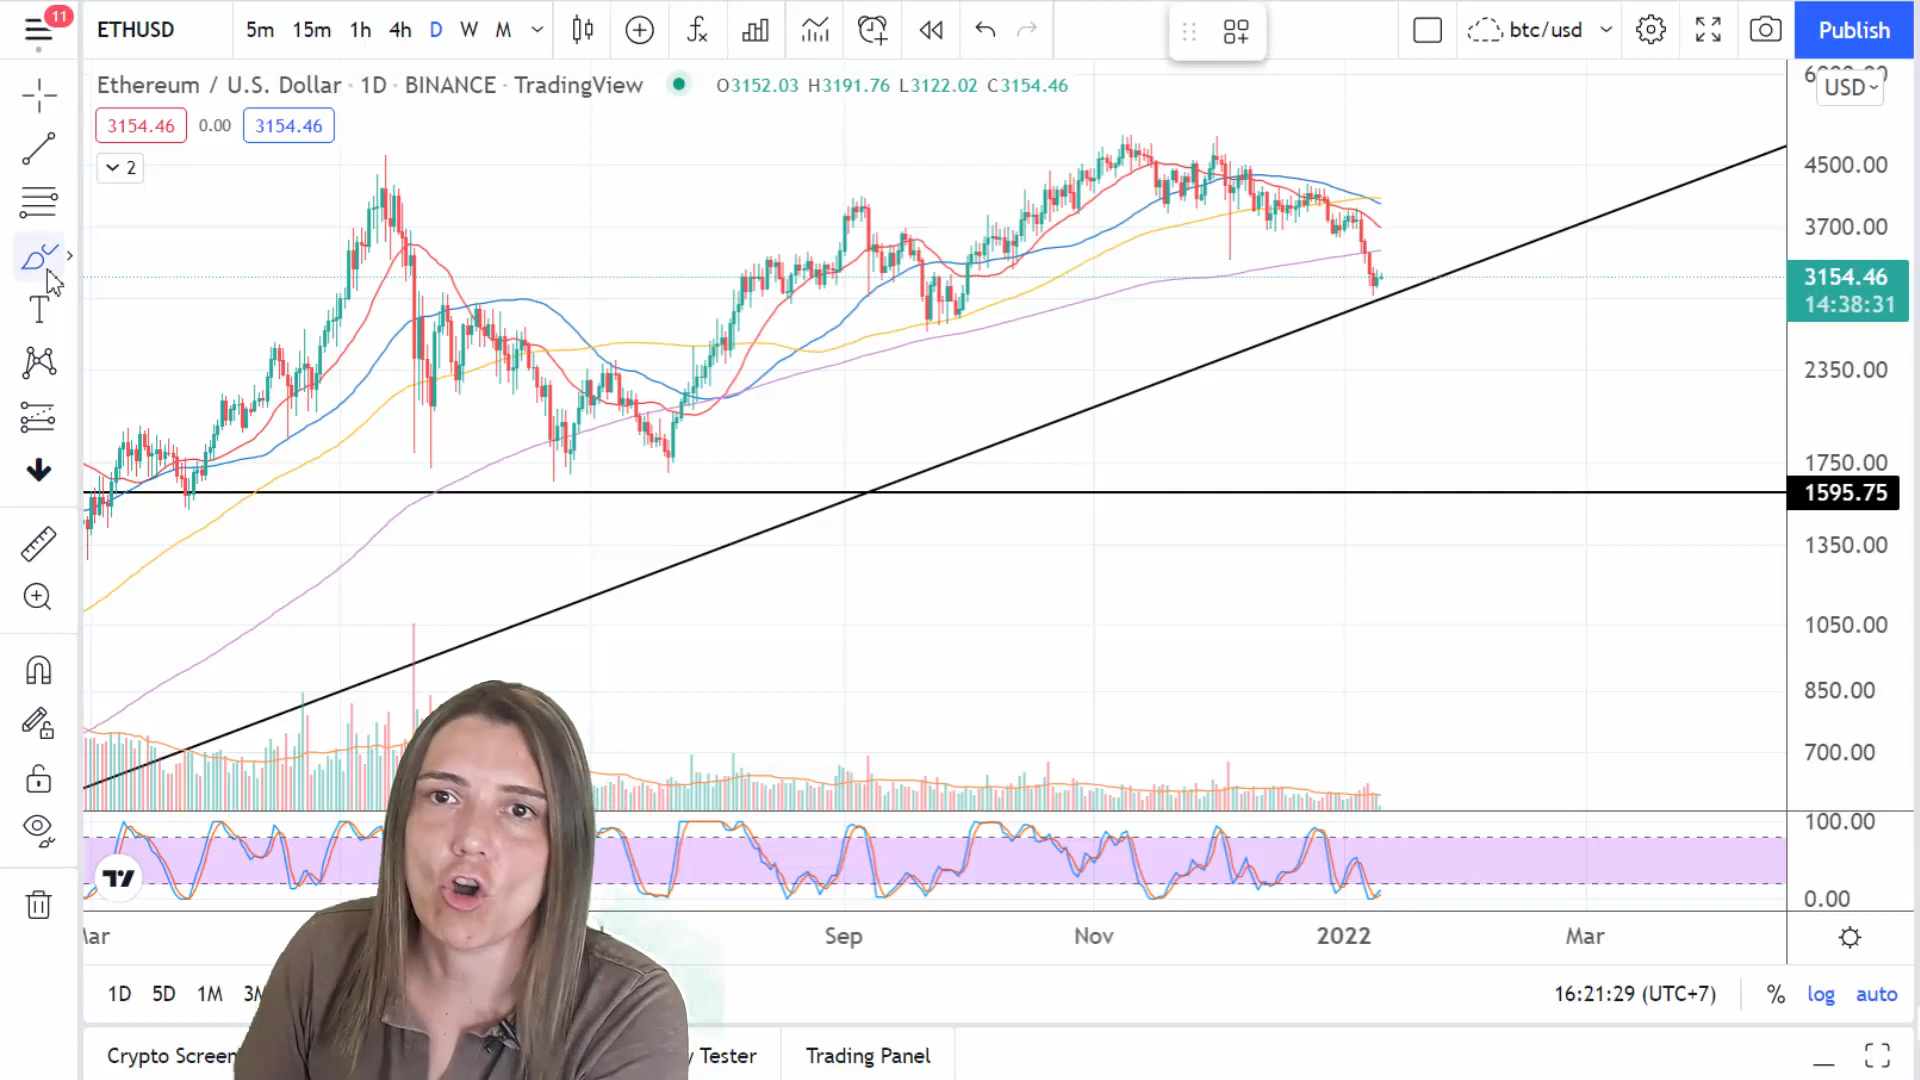 11
ETHUSD
5m 15m 1h 4h D W M
btc/usd
Publish
Ethereum / U.S. Dollar · 1D · BINANCE · TradingView
O3152.03 H3191.76 L3122.02 C3154.46
USD
3154.46 0.00 3154.46
2
4500.00
3700.00
3154.46
14:38:31
2350.00
1750.00
1595.75
1350.00
1050.00
850.00
700.00
100.00
0.00
Sep Nov 2022 Mar
1D 5D 1M
16:21:29 (UTC+7) % log auto
Crypto Screen
Tester
Trading Panel